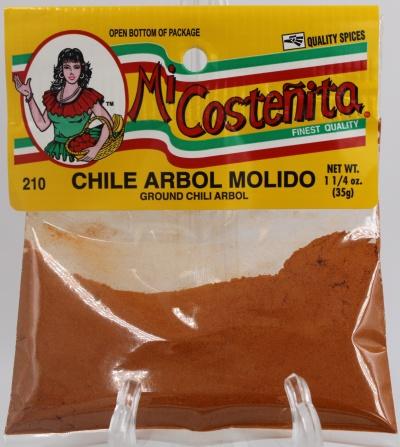 OPEN BOTTOM OF PACKAGE
QUALITY SPICES
Mi Costeñita
TM
FINEST QUALITY
210
CHILE ARBOL MOLIDO
GROUND CHILI ARBOL
NET WT.
1 1/4 oz.
(35g)